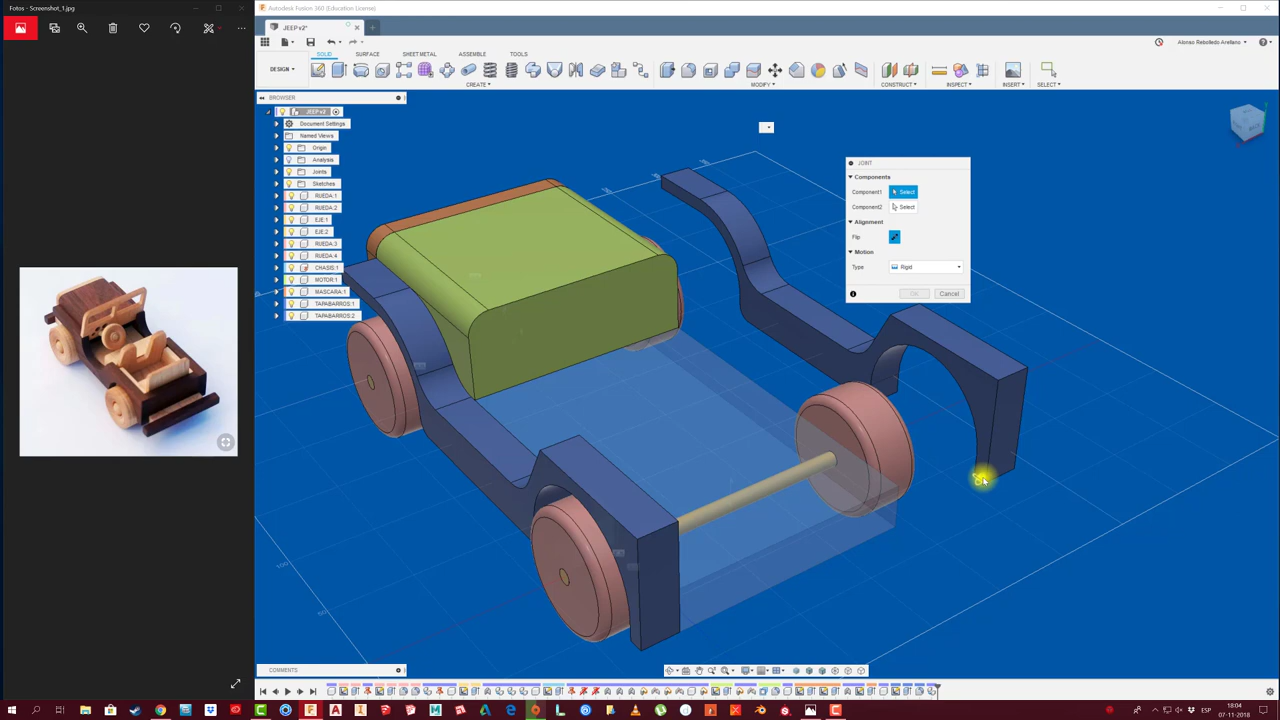 Fotos - Screenshot_1.jpg
Autodesk Fusion 360 (Education License)
JEEP v2*
Alonso Rebolledo Arellano
SOLID
SURFACE
SHEET METAL
ASSEMBLE
TOOLS
DESIGN
CREATE
MODIFY
CONSTRUCT
INSPECT
INSERT
SELECT
BROWSER
JEEP v2
Document Settings
Named Views
Origin
Analysis
Joints
Sketches
RUEDA:1
RUEDA:2
EJE:1
EJE:2
RUEDA:3
RUEDA:4
CHASIS:1
MOTOR:1
MASCARA:1
TAPABARROS:1
TAPABARROS:2
JOINT
Components
Component1
Select
Component2
Select
Alignment
Flip
Motion
Type
Rigid
OK
Cancel
COMMENTS
ESP
18:04
07-11-2018